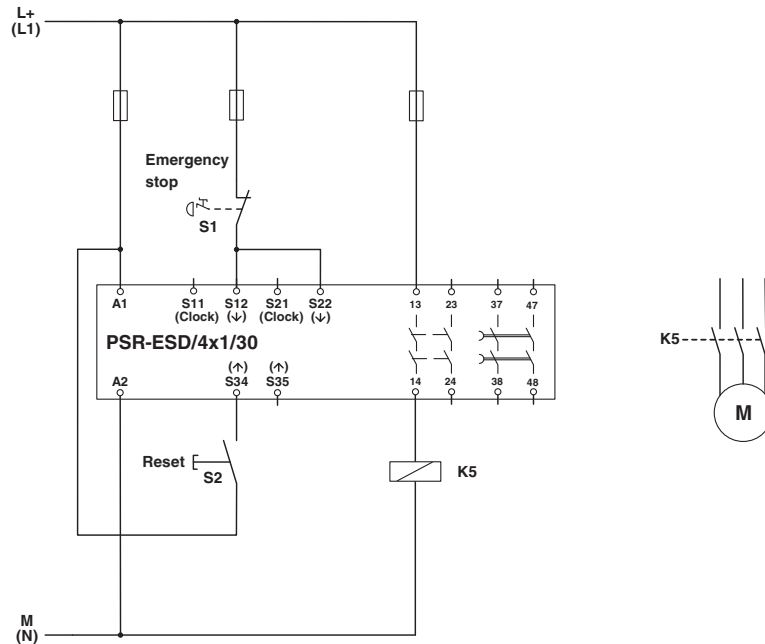 L+
(L1)
Emergency
stop
S1
A1
S11
(Clock)
S12
(↓)
S21
(Clock)
S22
(↓)
13
23
37
47
PSR-ESD/4x1/30
A2
(↑)
S34
(↑)
S35
14
24
38
48
Reset
S2
K5
K5
M
M
(N)